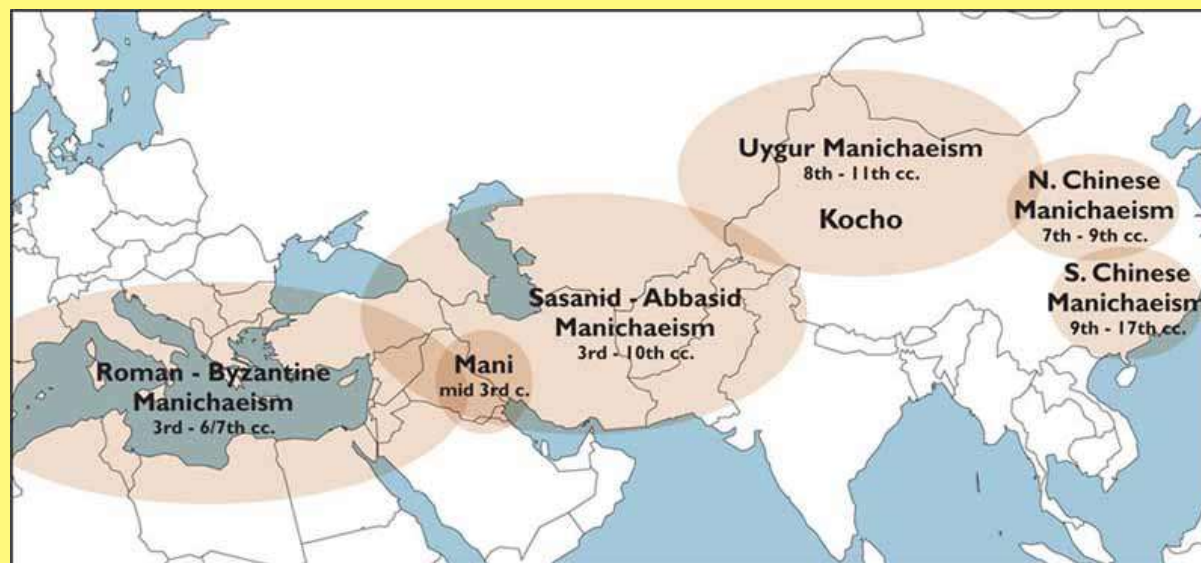 Uygur Manichaeism
8th - 11th cc.
Kocho
N. Chinese
Manichaeism
7th - 9th cc.
S. Chinese
Manichaeism
9th - 17th cc.
Sasanid - Abbasid
Manichaeism
3rd - 10th cc.
Mani
mid 3rd c.
Roman - Byzantine
Manichaeism
3rd - 6/7th cc.